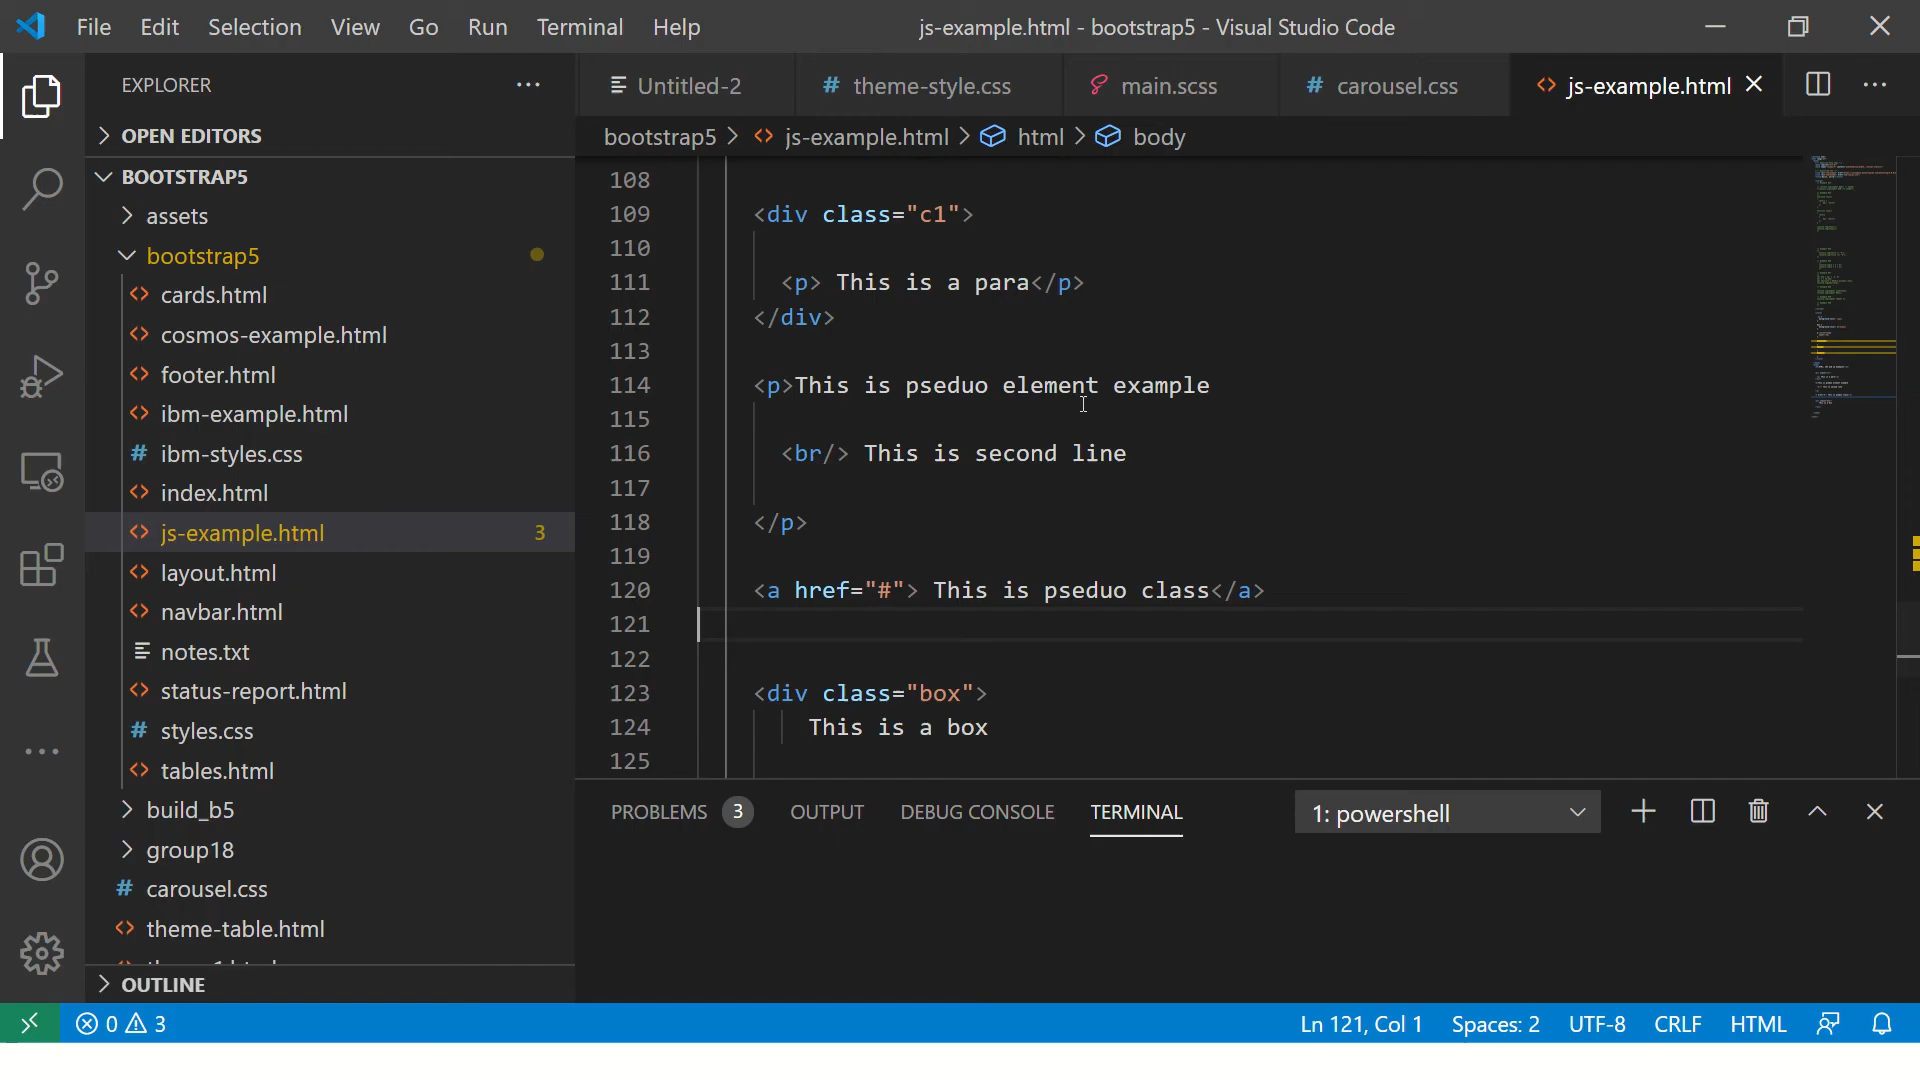 File Edit Selection View Go Run Terminal Help
js-example.html - bootstrap5 - Visual Studio Code
EXPLORER
Untitled-2
# theme-style.css
main.scss
# carousel.css
<> js-example.html
OPEN EDITORS
bootstrap5 > <> js-example.html > html > body
BOOTSTRAP5
assets
bootstrap5
<> cards.html
<> cosmos-example.html
<> footer.html
<> ibm-example.html
# ibm-styles.css
<> index.html
<> js-example.html 3
<> layout.html
<> navbar.html
notes.txt
<> status-report.html
# styles.css
<> tables.html
build_b5
group18
# carousel.css
<> theme-table.html
OUTLINE
108
109 <div class="c1">
110
111 <p> This is a para</p>
112 </div>
113
114 <p>This is pseduo element example
115
116 <br/> This is second line
117
118 </p>
119
120 <a href="#"> This is pseduo class</a>
121
122
123 <div class="box">
124 This is a box
125
PROBLEMS 3 OUTPUT DEBUG CONSOLE TERMINAL
1: powershell
0 3
Ln 121, Col 1 Spaces: 2 UTF-8 CRLF HTML